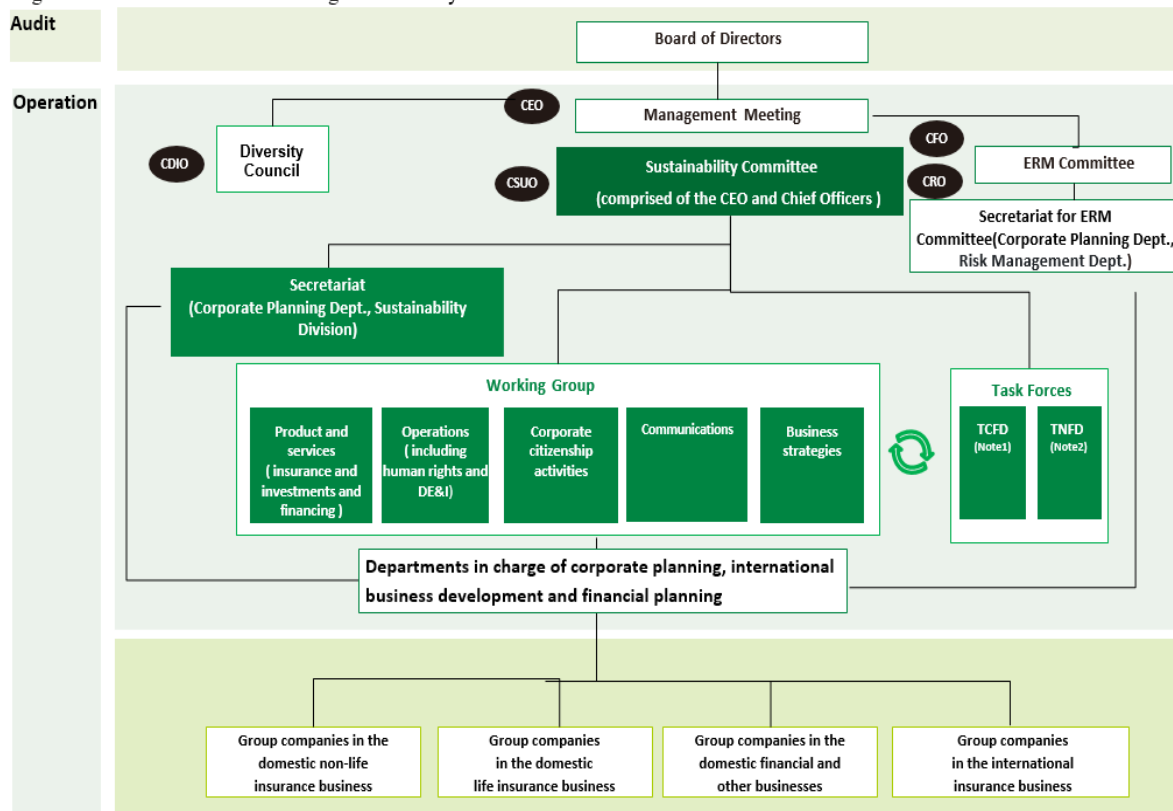 Audit
Board of Directors
Operation
CEO
Management Meeting
CDIO
Diversity
Council
CSUO
Sustainability Committee
(comprised of the CEO and Chief Officers )
CFO
CRO
ERM Committee
Secretariat for ERM
Committee(Corporate Planning Dept.,
Risk Management Dept.)
Secretariat
(Corporate Planning Dept., Sustainability
Division)
Working Group
Product and
services
( insurance and
investments and
financing )
Operations
( including
human rights and
DE&I)
Corporate
citizenship
activities
Communications
Business
strategies
Task Forces
TCFD
(Note1)
TNFD
(Note2)
Departments in charge of corporate planning, international
business development and financial planning
Group companies in the
domestic non-life
insurance business
Group companies
in the domestic
life insurance business
Group companies in the
domestic financial and
other businesses
Group companies
in the international
insurance business